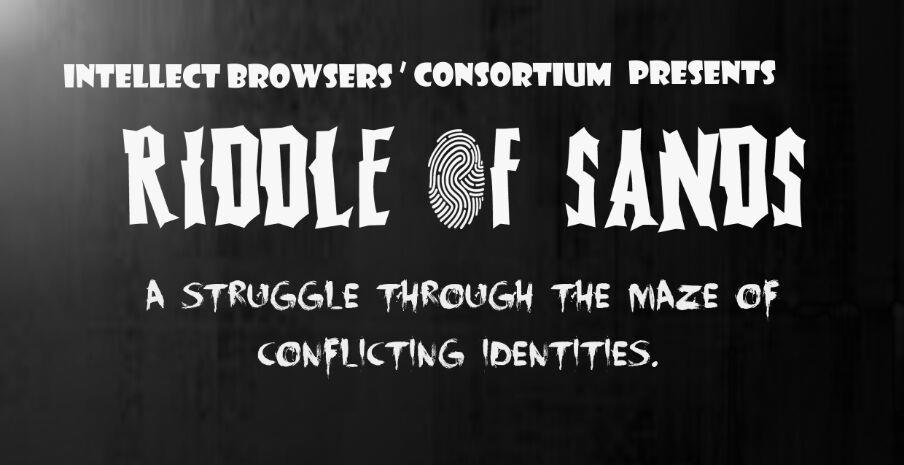 INTELLECT BROWSERS' CONSORTIUM PRESENTS
RIDDLE OF SANDS
A STRUGGLE THROUGH THE MAZE OF
CONFLICTING IDENTITIES.